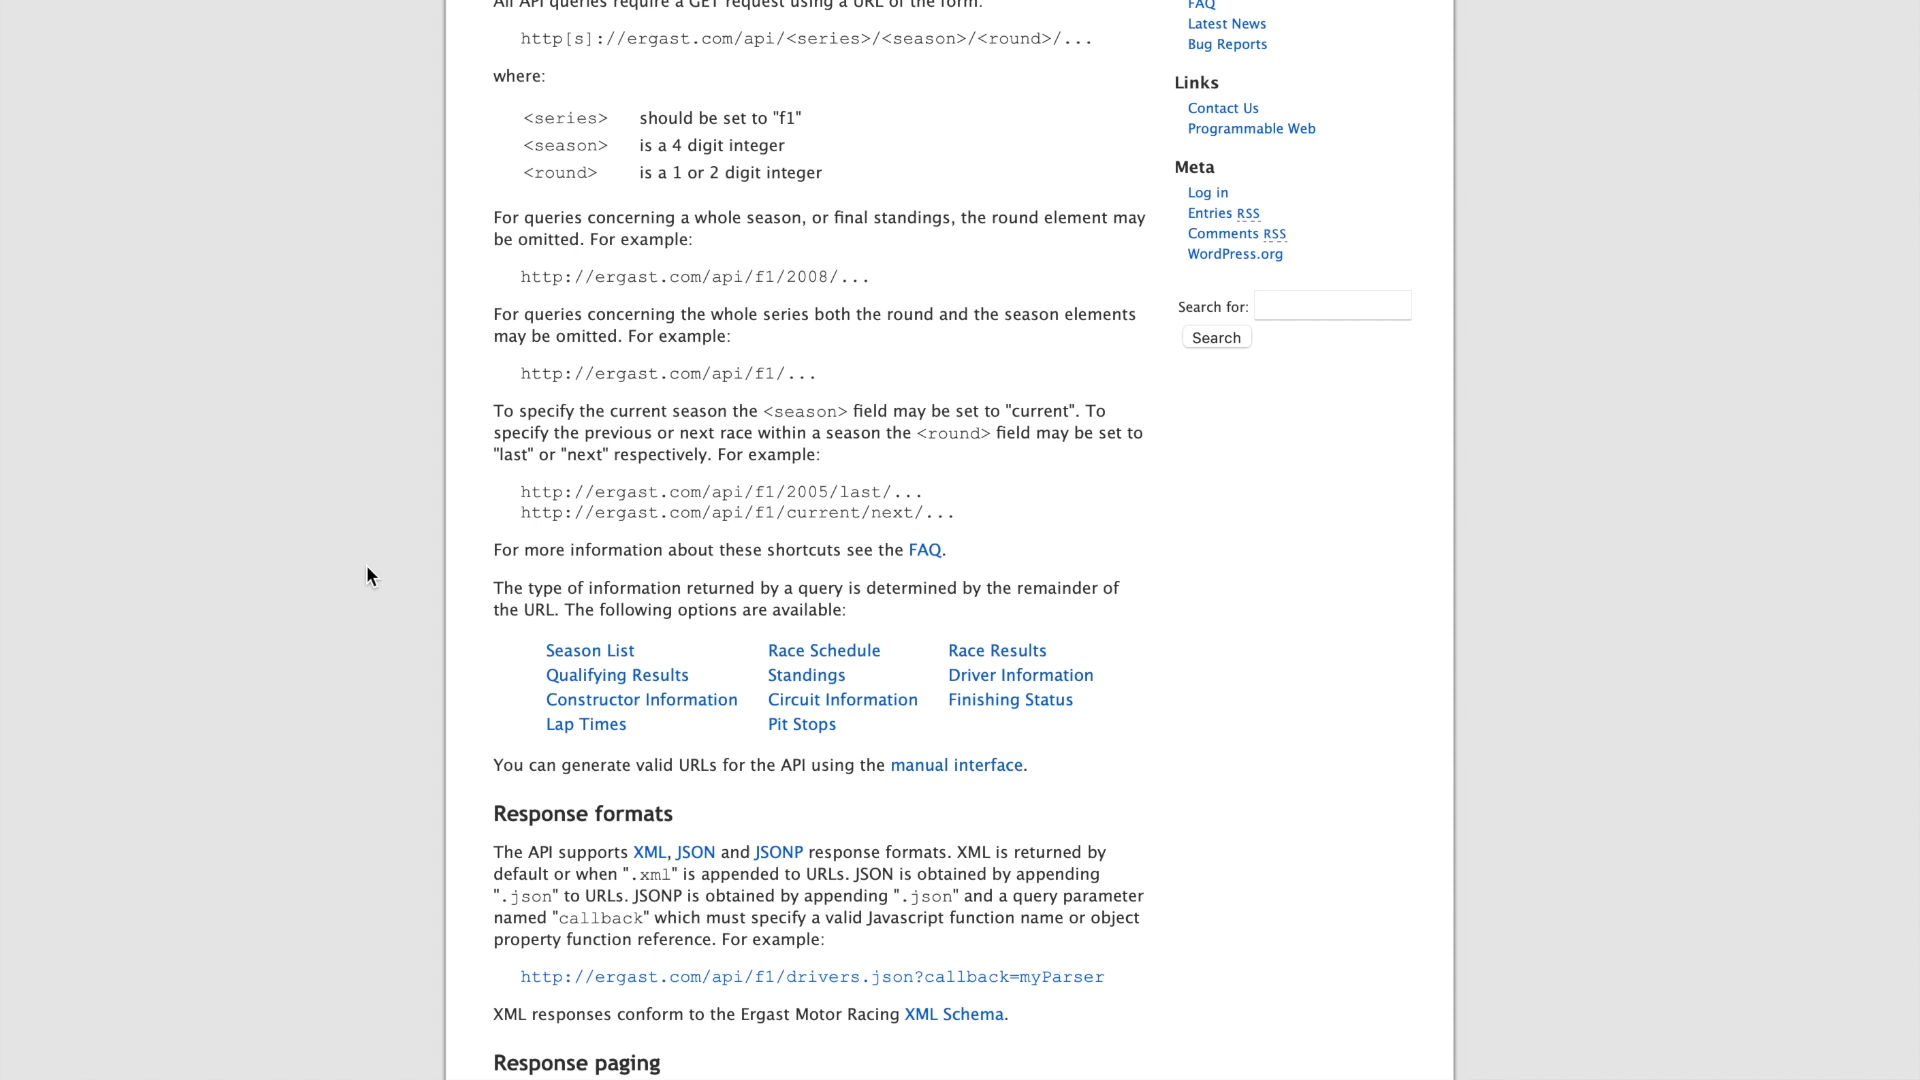 All API queries require a GET request using a URL of the form:
http[s]://ergast.com/api/<series>/<season>/<round>/...
where:
<series> should be set to "f1"
<season> is a 4 digit integer
<round> is a 1 or 2 digit integer
For queries concerning a whole season, or final standings, the round element may
be omitted. For example:
http://ergast.com/api/f1/2008/...
For queries concerning the whole series both the round and the season elements
may be omitted. For example:
http://ergast.com/api/f1/...
To specify the current season the <season> field may be set to "current". To
specify the previous or next race within a season the <round> field may be set to
"last" or "next" respectively. For example:
http://ergast.com/api/f1/2005/last/...
http://ergast.com/api/f1/current/next/...
For more information about these shortcuts see the FAQ.
The type of information returned by a query is determined by the remainder of
the URL. The following options are available:
Season List Race Schedule Race Results
Qualifying Results Standings Driver Information
Constructor Information Circuit Information Finishing Status
Lap Times Pit Stops
You can generate valid URLs for the API using the manual interface.
Response formats
The API supports XML, JSON and JSONP response formats. XML is returned by
default or when ".xml" is appended to URLs. JSON is obtained by appending
".json" to URLs. JSONP is obtained by appending ".json" and a query parameter
named "callback" which must specify a valid Javascript function name or object
property function reference. For example:
http://ergast.com/api/f1/drivers.json?callback=myParser
XML responses conform to the Ergast Motor Racing XML Schema.
Response paging
FAQ
Latest News
Bug Reports
Links
Contact Us
Programmable Web
Meta
Log in
Entries RSS
Comments RSS
WordPress.org
Search for:
Search